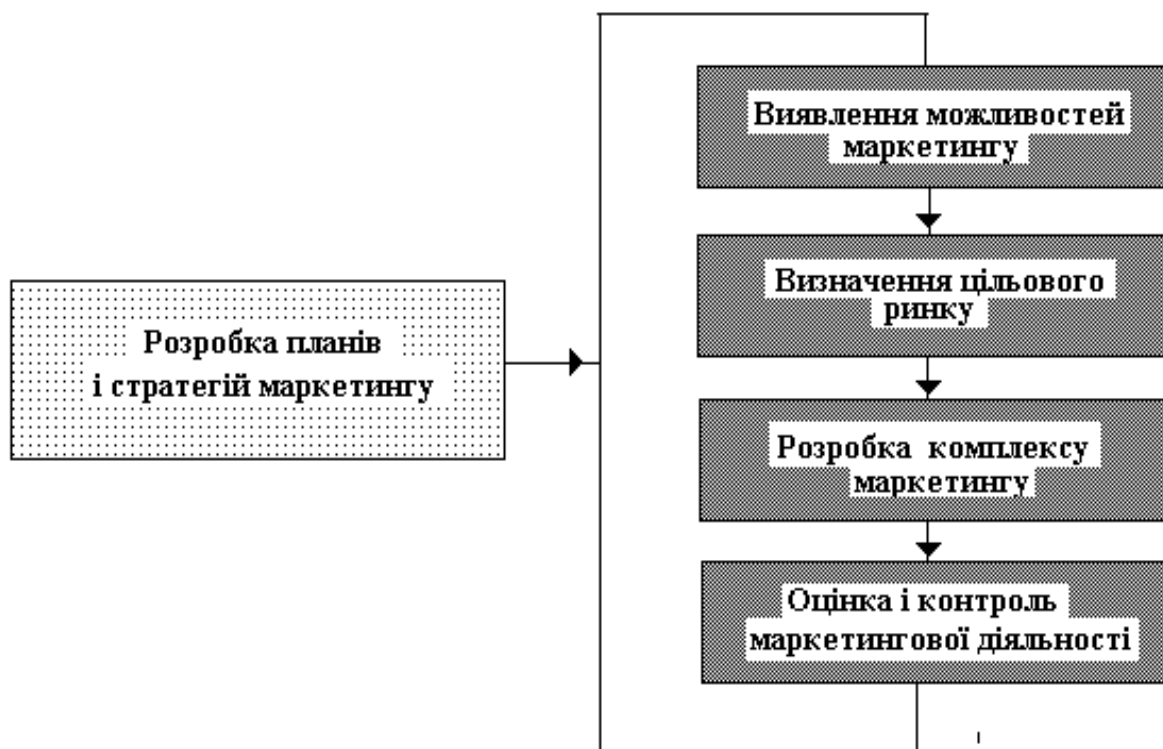 Виявлення можливостей
маркетингу
Визначення цільового
ринку
Розробка планів
і стратегій маркетингу
Розробка комплексу
маркетингу
Оцінка і контроль
маркетингової діяльності